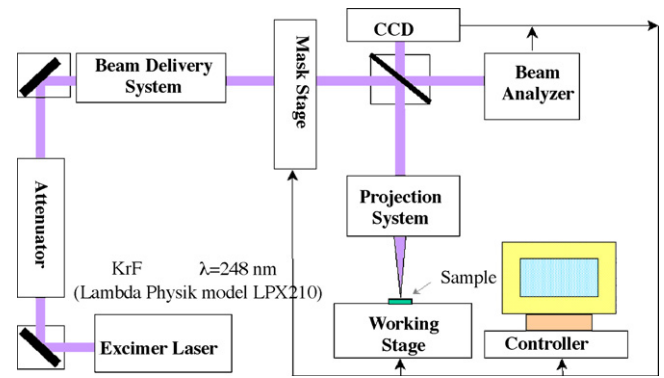 CCD
Beam Delivery
System
Mask Stage
Beam
Analyzer
Attenuator
Projection
System
KrF λ=248 nm
(Lambda Physik model LPX210)
Sample
Excimer Laser
Working
Stage
Controller